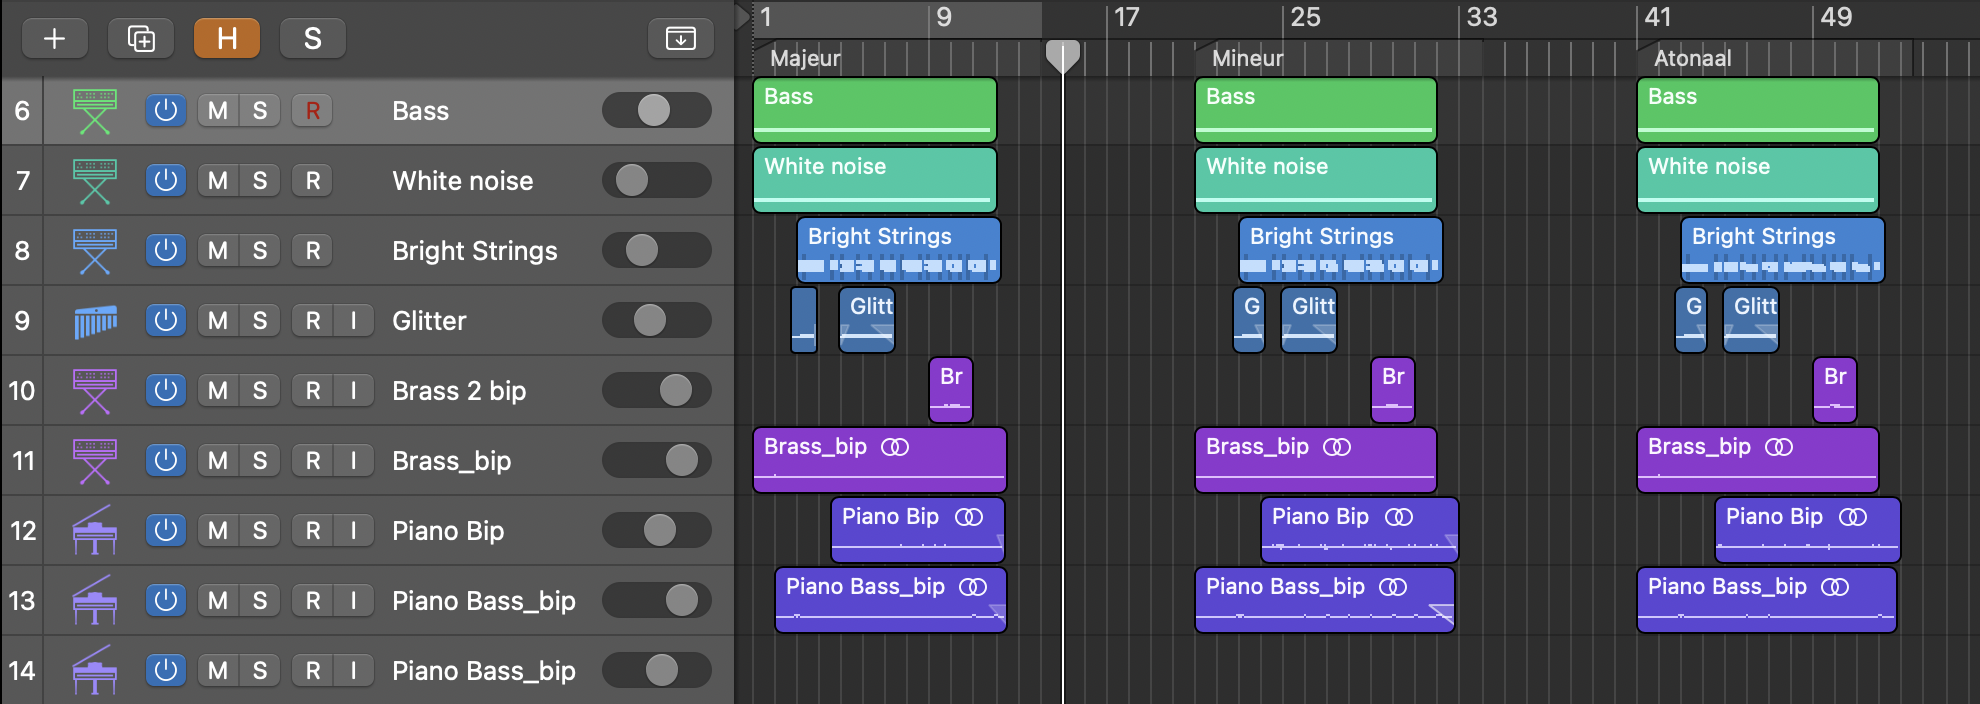 H S 1 9 17 25 33 41 49
Majeur Mineur Atonaal
6 M S R Bass Bass Bass Bass
7 M S R White noise White noise White noise White noise
8 M S R Bright Strings Bright Strings Bright Strings Bright Strings
9 M S R I Glitter Glitt G Glitt G Glitt
10 M S R I Brass 2 bip Br Br Br
11 M S R I Brass_bip Brass_bip Brass_bip Brass_bip
12 M S R I Piano Bip Piano Bip Piano Bip Piano Bip
13 M S R I Piano Bass_bip Piano Bass_bip Piano Bass_bip Piano Bass_bip
14 M S R I Piano Bass_bip